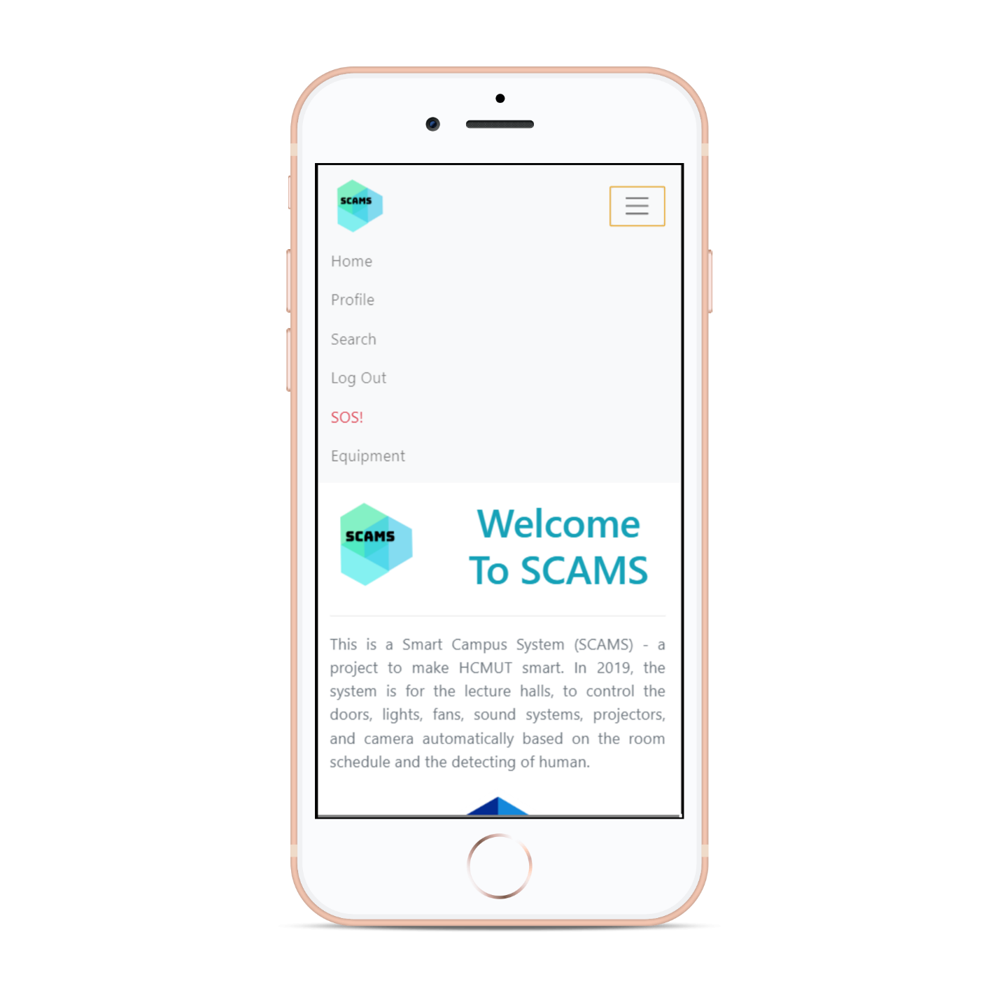 SCAMS
Home
Profile
Search
Log Out
SOS!
Equipment
SCAMS
Welcome
To SCAMS
This is a Smart Campus System (SCAMS) - a
project to make HCMUT smart. In 2019, the
system is for the lecture halls, to control the
doors, lights, fans, sound systems, projectors,
and camera automatically based on the room
schedule and the detecting of human.